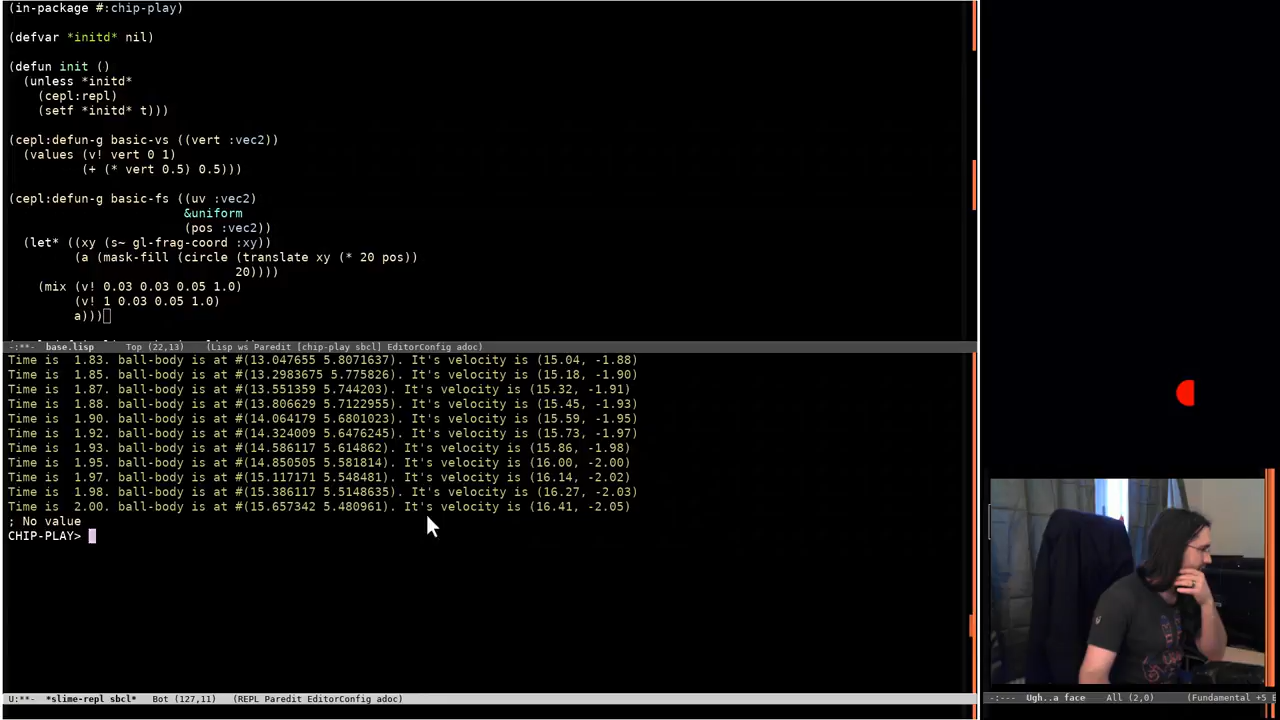 (in-package #:chip-play)
(defvar *initd* nil)
(defun init ()
(unless *initd*
(cepl:repl)
(setf *initd* t)))
(cepl:defun-g basic-vs ((vert :vec2))
(values (v! vert 0 1)
(+ (* vert 0.5) 0.5)))
(cepl:defun-g basic-fs ((uv :vec2)
&uniform
(pos :vec2))
(let* ((xy (s~ gl-frag-coord :xy))
(a (mask-fill (circle (translate xy (* 20 pos))
20))))
(mix (v! 0.03 0.03 0.05 1.0)
(v! 1 0.03 0.05 1.0)
a)))
-:**- base.lisp Top (22,13) (Lisp ws Paredit [chip-play sbcl] EditorConfig adoc)
Time is 1.83. ball-body is at #(13.047655 5.8071637). It's velocity is (15.04, -1.88)
Time is 1.85. ball-body is at #(13.2983675 5.775826). It's velocity is (15.18, -1.90)
Time is 1.87. ball-body is at #(13.551359 5.744203). It's velocity is (15.32, -1.91)
Time is 1.88. ball-body is at #(13.806629 5.7122955). It's velocity is (15.45, -1.93)
Time is 1.90. ball-body is at #(14.064179 5.6801023). It's velocity is (15.59, -1.95)
Time is 1.92. ball-body is at #(14.324009 5.6476245). It's velocity is (15.73, -1.97)
Time is 1.93. ball-body is at #(14.586117 5.614862). It's velocity is (15.86, -1.98)
Time is 1.95. ball-body is at #(14.850505 5.581814). It's velocity is (16.00, -2.00)
Time is 1.97. ball-body is at #(15.117171 5.548481). It's velocity is (16.14, -2.02)
Time is 1.98. ball-body is at #(15.386117 5.5148635). It's velocity is (16.27, -2.03)
Time is 2.00. ball-body is at #(15.657342 5.480961). It's velocity is (16.41, -2.05)
; No value
CHIP-PLAY>
U:**- *slime-repl sbcl* Bot (127,11) (REPL Paredit EditorConfig adoc)
-:--- Ugh..a face All (2,0) (Fundamental +5